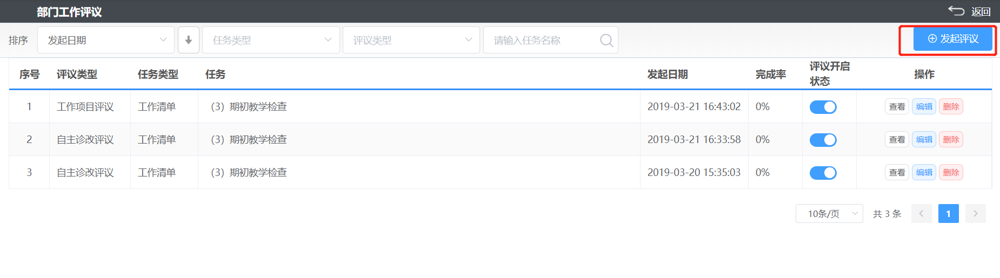 部门工作评议
返回
排序 发起日期 任务类型 评议类型 请输入任务名称 发起评议
序号 评议类型 任务类型 任务 发起日期 完成率 评议开启状态 操作
1 工作项目评议 工作清单 （3）期初教学检查 2019-03-21 16:43:02 0% 查看 编辑 删除
2 自主诊改评议 工作清单 （3）期初教学检查 2019-03-21 16:33:58 0% 查看 编辑 删除
3 自主诊改评议 工作清单 （3）期初教学检查 2019-03-20 15:35:03 0% 查看 编辑 删除
10条/页 共 3 条 1